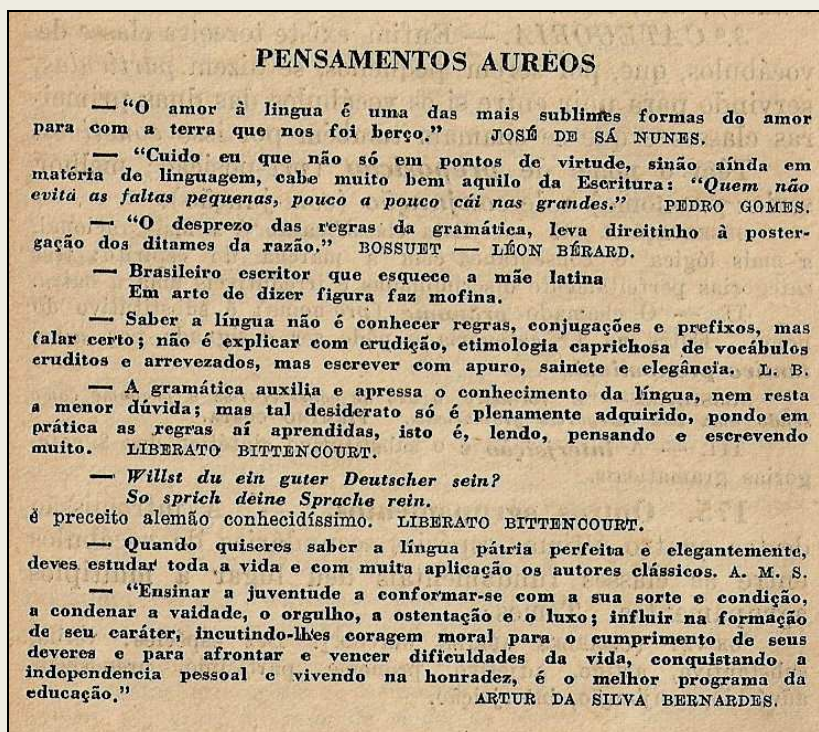 PENSAMENTOS AUREOS
— "O amor à lingua é uma das mais sublimes formas do amor
para com a terra que nos foi berço." JOSÉ DE SÁ NUNES.
— "Cuido eu que não só em pontos de virtude, sinão aínda em
matéria de linguagem, cabe muito bem aquilo da Escritura: "Quem não
evita as faltas pequenas, pouco a pouco cái nas grandes." PEDRO GOMES.
— "O desprezo das regras da gramática, leva direitinho à poster-
gação dos ditames da razão." BOSSUET — LÉON BÉRARD.
— Brasileiro escritor que esquece a mãe latina
Em arte de dizer figura faz mofina.
— Saber a língua não é conhecer regras, conjugações e prefixos, mas
falar certo; não é explicar com erudição, etimologia caprichosa de vocábulos
eruditos e arrevezados, mas escrever com apuro, sainete e elegância. L. B.
— A gramática auxilia e apressa o conhecimento da língua, nem resta
a menor dúvida; mas tal desiderato só é plenamente adquirido, pondo em
prática as regras aí aprendidas, isto é, lendo, pensando e escrevendo
muito. LIBERATO BITTENCOURT.
— Willst du ein guter Deutscher sein?
So sprich deine Sprache rein.
é preceito alemão conhecidíssimo. LIBERATO BITTENCOURT.
— Quando quiseres saber a língua pátria perfeita e elegantemente,
deves estudar toda a vida e com muita aplicação os autores clássicos. A. M. S.
— "Ensinar a juventude a conformar-se com a sua sorte e condição,
a condenar a vaidade, o orgulho, a ostentação e o luxo; influir na formação
de seu caráter, incutindo-lhes coragem moral para o cumprimento de seus
deveres e para afrontar e vencer dificuldades da vida, conquistando a
independencia pessoal e vivendo na honradez, é o melhor programa da
educação." ARTUR DA SILVA BERNARDES.